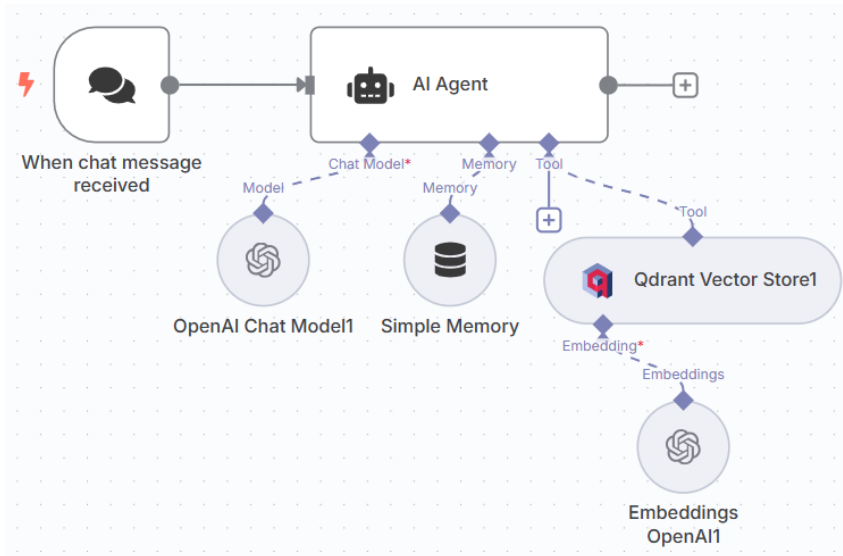 AI Agent
When chat message
received
Chat Model*
Memory
Tool
Model
Memory
Tool
OpenAI Chat Model1
Simple Memory
Qdrant Vector Store1
Embedding*
Embeddings
Embeddings
OpenAI1